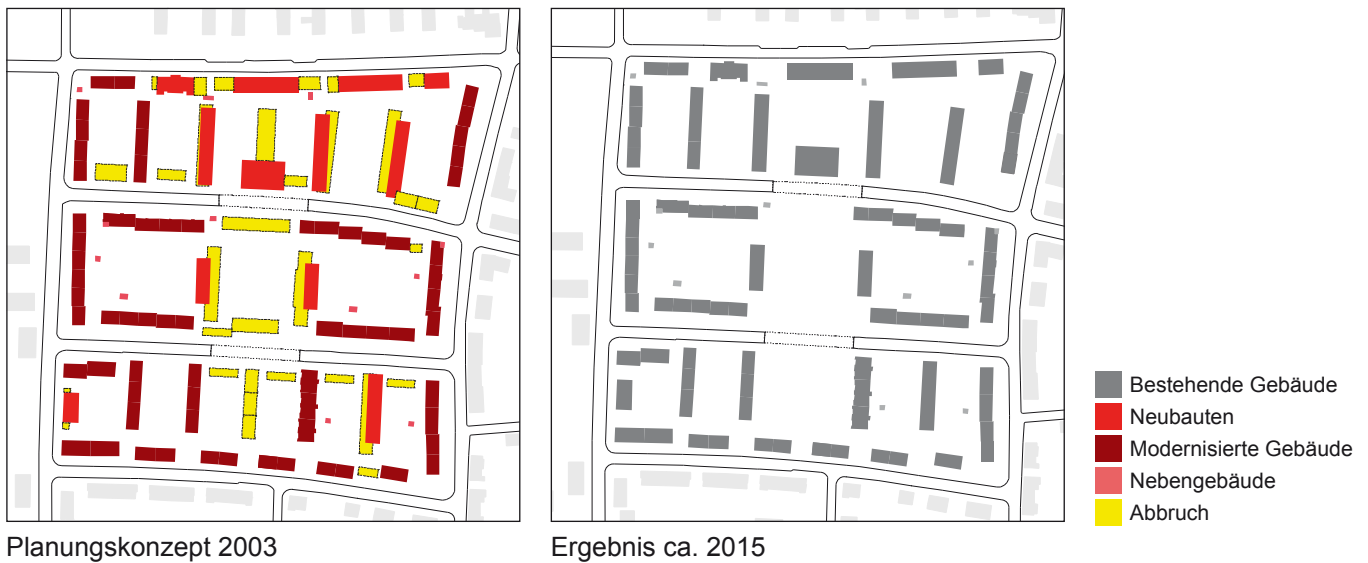 Bestehende Gebäude
Neubauten
Modernisierte Gebäude
Nebengebäude
Abbruch
Planungskonzept 2003
Ergebnis ca. 2015